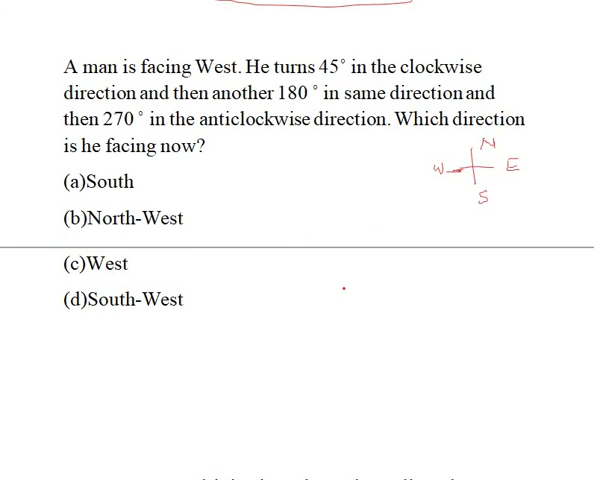 A man is facing West. He turns 45° in the clockwise
direction and then another 180 ° in same direction and
then 270 ° in the anticlockwise direction. Which direction
is he facing now?
N
W E
S
(a)South
(b)North-West
(c)West
(d)South-West